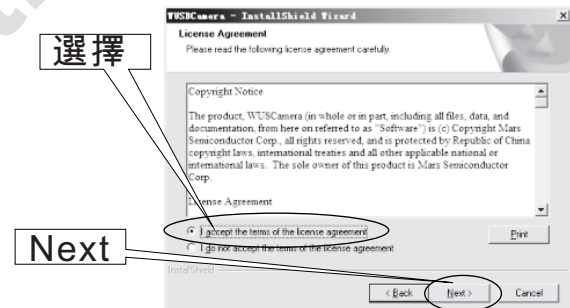 WUSBCamera - InstallShield Wizard
License Agreement
Please read the following license agreement carefully.
選擇
Copyright Notice
The product, WUSCamera (in whole or in part, including all files, data, and
documentation, from here on referred to as "Software") is (c) Copyright Mars
Semiconductor Corp., all rights reserved, and is protected by Republic of China
copyright laws, international treaties and all other applicable national or
international laws. The sole owner of this product is Mars Semiconductor
Corp.
License Agreement
I accept the terms of the license agreement
I do not accept the terms of the license agreement
Print
Next
InstallShield
< Back
Next >
Cancel